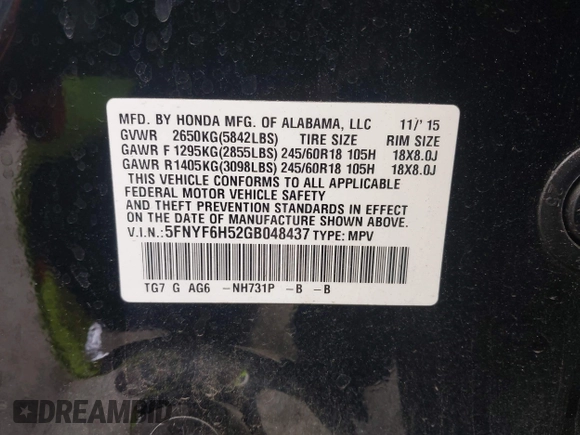 MFD. BY HONDA MFG. OF ALABAMA, LLC 11/'15
GVWR 2650KG(5842LBS) TIRE SIZE RIM SIZE
GAWR F 1295KG(2855LBS) 245/60R18 105H 18X8.0J
GAWR R1405KG(3098LBS) 245/60R18 105H 18X8.0J
THIS VEHICLE CONFORMS TO ALL APPLICABLE
FEDERAL MOTOR VEHICLE SAFETY
AND THEFT PREVENTION STANDARDS IN EFFECT
ON THE DATE OF MANUFACTURE SHOWN ABOVE.
V.I.N.:5FNYF6H52GB048437 TYPE: MPV
TG7 G AG6 -NH731P -B -B
DREAMBID